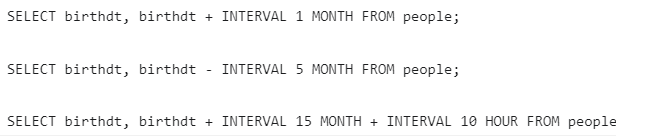 SELECT birthdt, birthdt + INTERVAL 1 MONTH FROM people;
SELECT birthdt, birthdt - INTERVAL 5 MONTH FROM people;
SELECT birthdt, birthdt + INTERVAL 15 MONTH + INTERVAL 10 HOUR FROM people